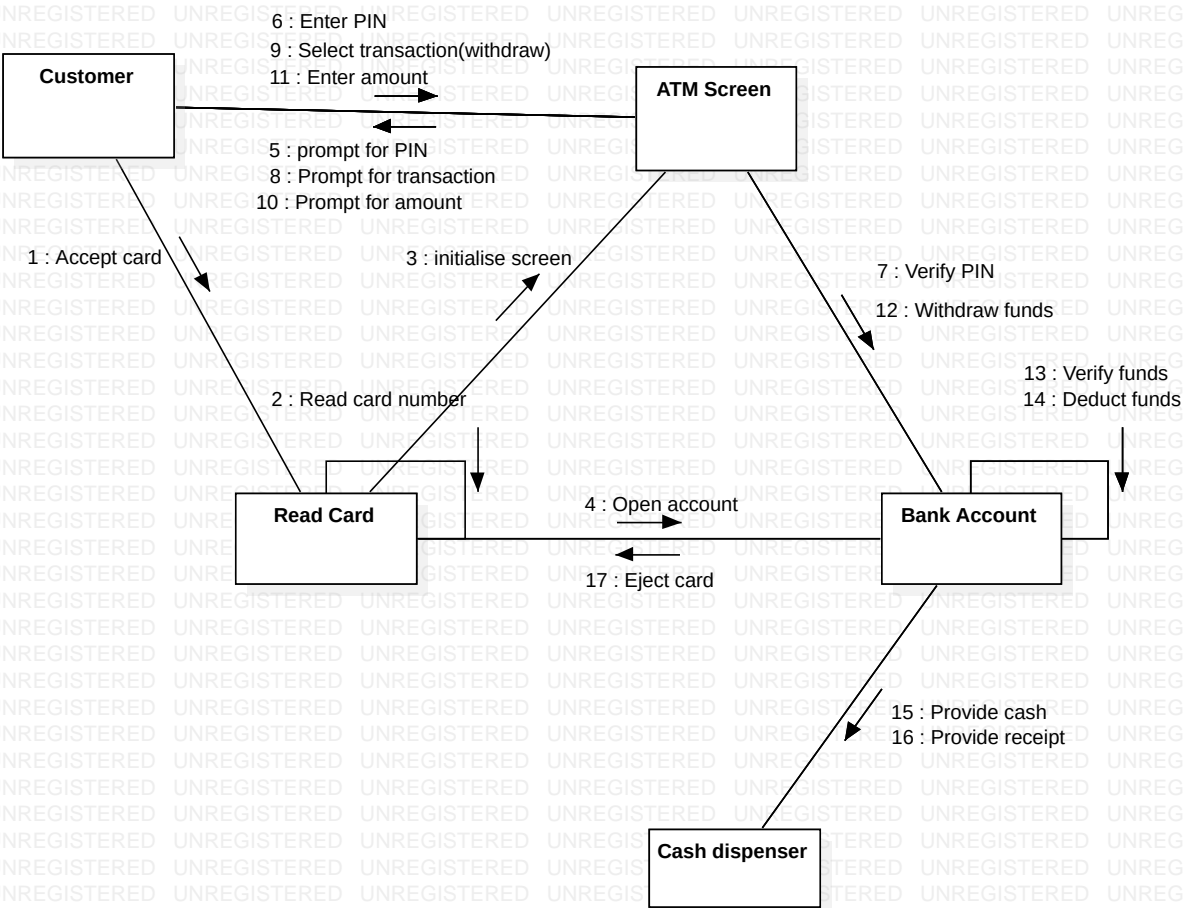 6 : Enter PIN
9 : Select transaction(withdraw)
11 : Enter amount
Customer
ATM Screen
5 : prompt for PIN
8 : Prompt for transaction
10 : Prompt for amount
1 : Accept card
3 : initialise screen
7 : Verify PIN
12 : Withdraw funds
13 : Verify funds
14 : Deduct funds
2 : Read card number
4 : Open account
Read Card
Bank Account
17 : Eject card
15 : Provide cash
16 : Provide receipt
Cash dispenser
UNREGISTERED